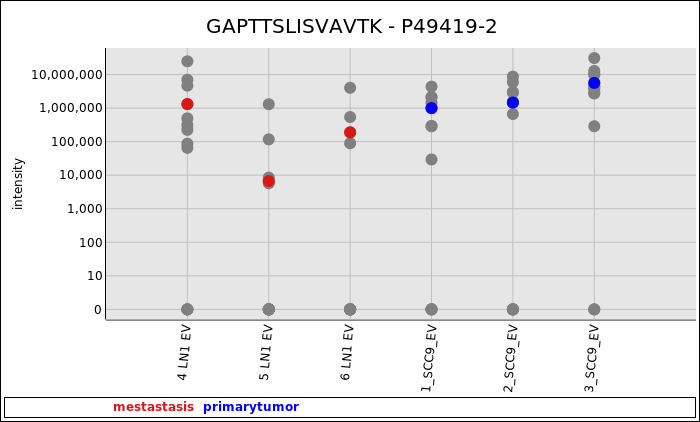 GAPTTSLISVAVTK - P49419-2
10,000,000
1,000,000
100,000
10,000
1,000
100
10
0
intensity
4 LN1 EV
5 LN1 EV
6 LN1 EV
1_SCC9_EV
2_SCC9_EV
3_SCC9_EV
mestastasis primarytumor